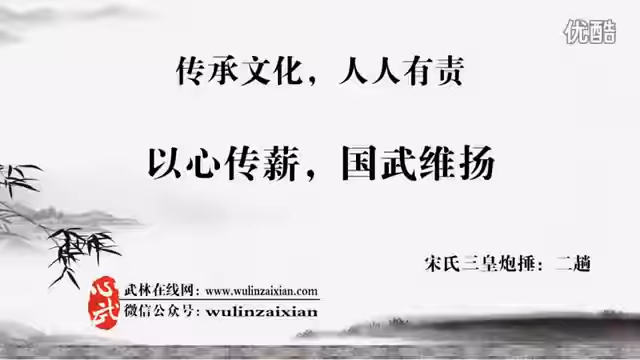 优酷
传承文化，人人有责
以心传薪，国武维扬
宋氏三皇炮捶：二趟
心武
武林在线网：www.wulinzaixian.com
微信公众号：wulinzaixian